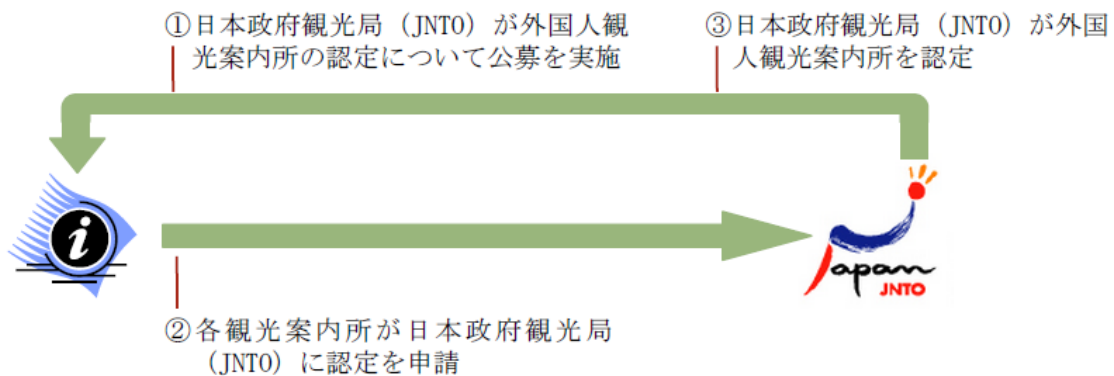 ①日本政府観光局（JNTO）が外国人観
光案内所の認定について公募を実施
③日本政府観光局（JNTO）が外国
人観光案内所を認定
i
Japan
JNTO
②各観光案内所が日本政府観光局
（JNTO）に認定を申請